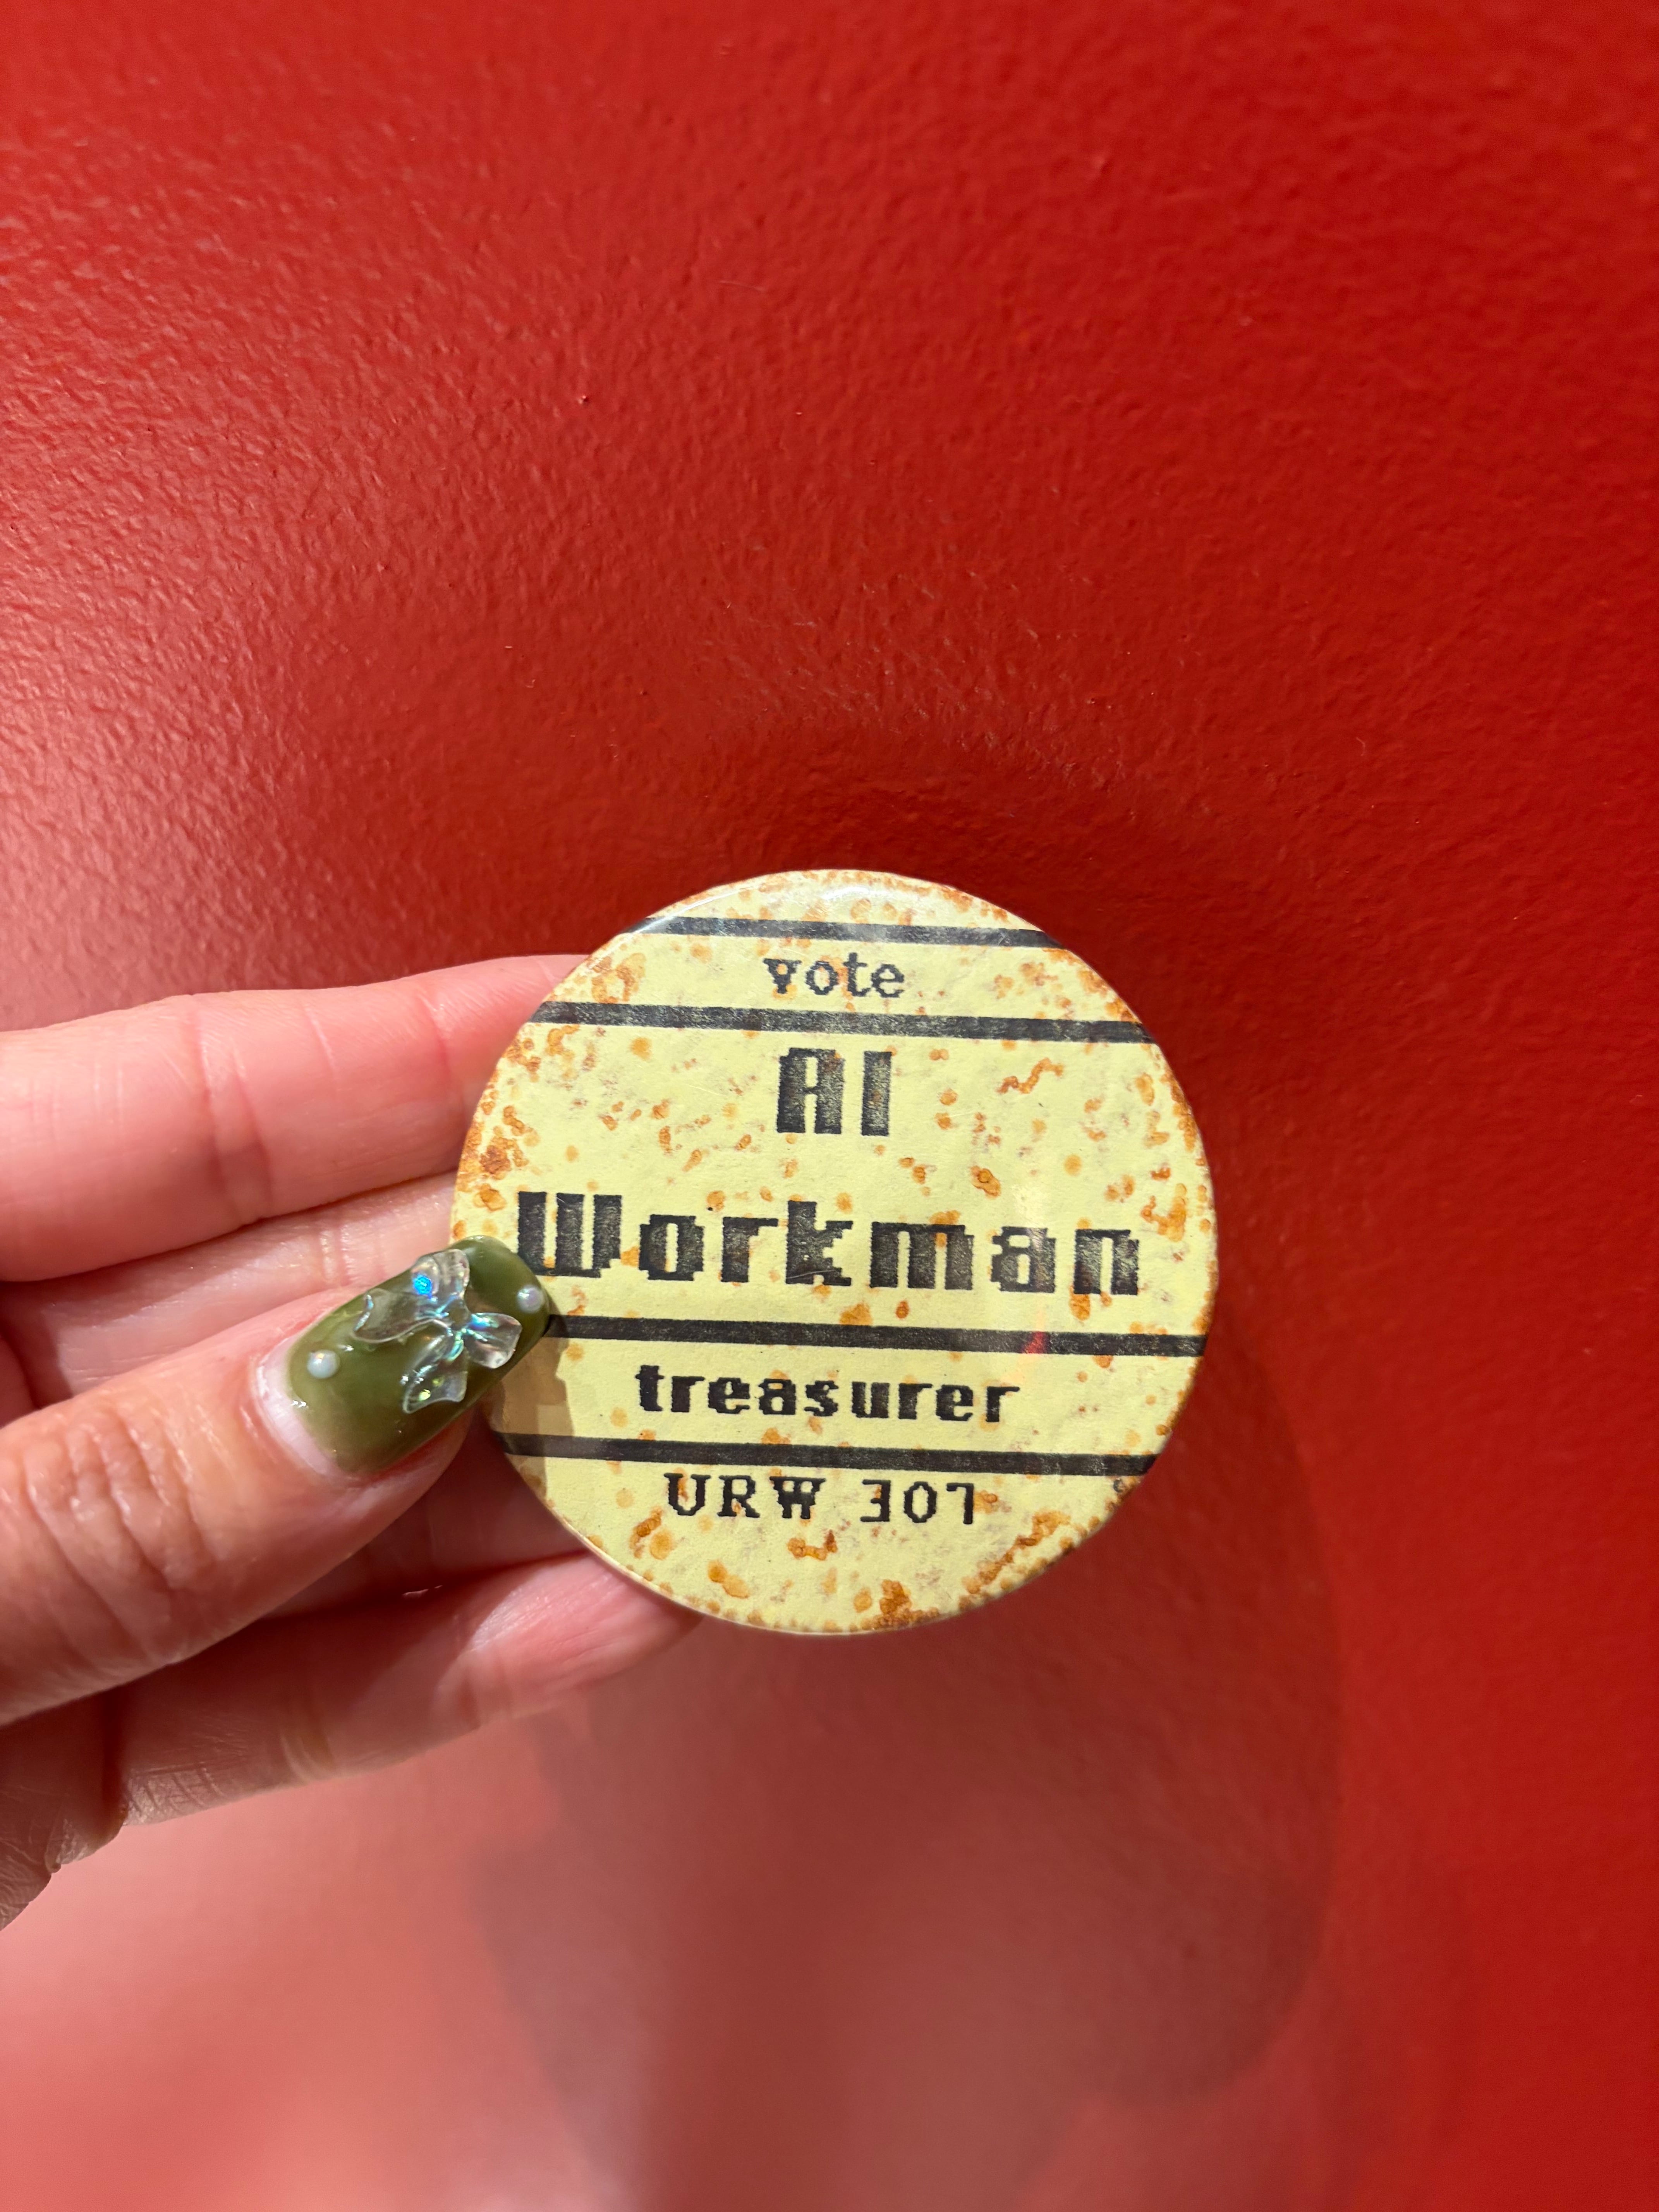 vote
Al
Workman
treasurer
URW 307